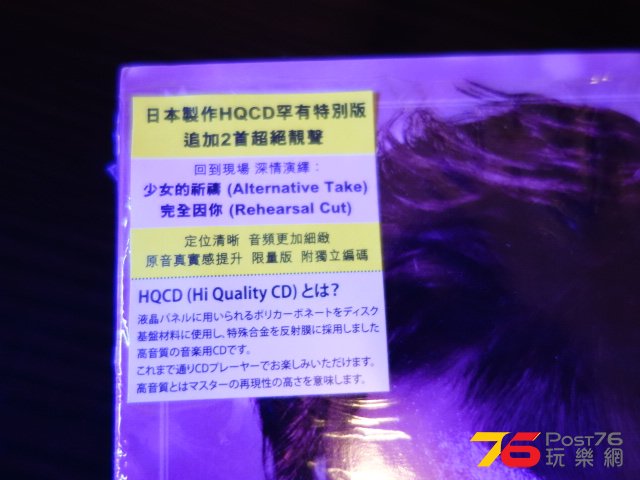 日本製作HQCD罕有特別版
追加2首超絕靚聲
回到現場 深情演繹：
少女的祈禱 (Alternative Take)
完全因你 (Rehearsal Cut)
定位清晰 音頻更加細緻
原音真實感提升 限量版 附獨立編碼
HQCD (Hi Quality CD) とは?
液晶パネルに用いられるポリカーボネートをディスク
基盤材料に使用し、特殊合金を反射膜に採用しました
高音質の音楽用CDです。
これまで通りCDプレーヤーでお楽しみいただけます。
高音質とはマスターの再現性の高さを意味します。
76 Post76
玩樂網